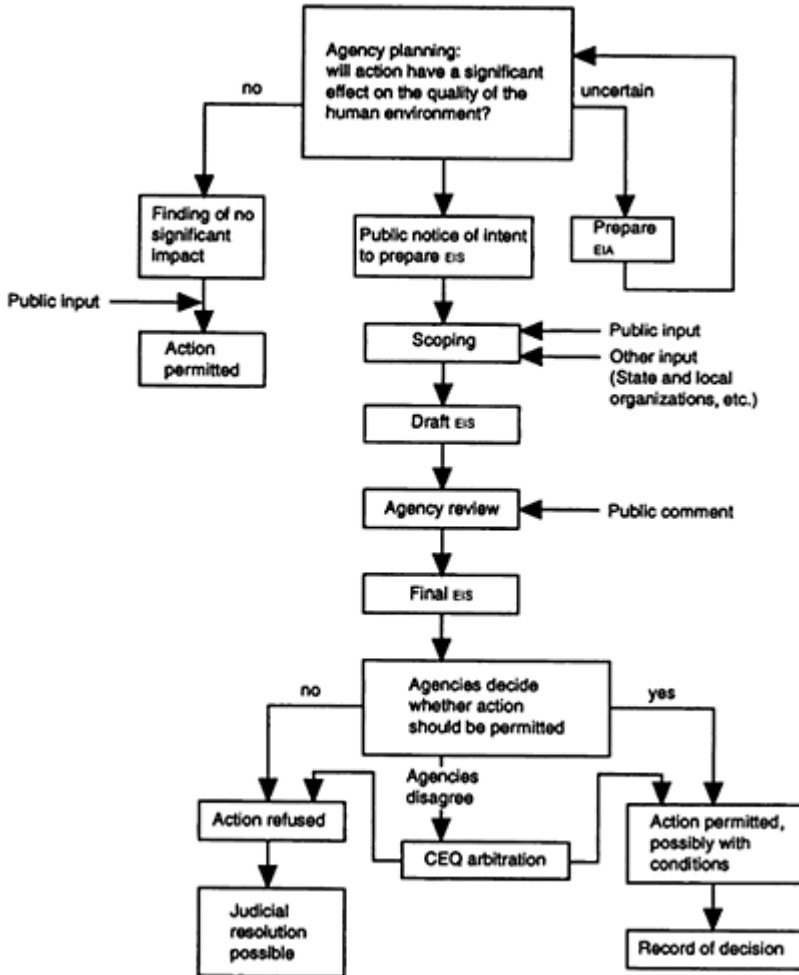 Agency planning:
will action have a significant
effect on the quality of the
human environment?
no
uncertain
Finding of no
significant
impact
Public notice of intent
to prepare EIS
Prepare
EIA
Public input
Action
permitted
Scoping
Public input
Other input
(State and local
organizations, etc.)
Draft EIS
Agency review
Public comment
Final EIS
Agencies decide
whether action
should be permitted
no
yes
Agencies
disagree
Action refused
CEQ arbitration
Action permitted,
possibly with
conditions
Judicial
resolution
possible
Record of decision